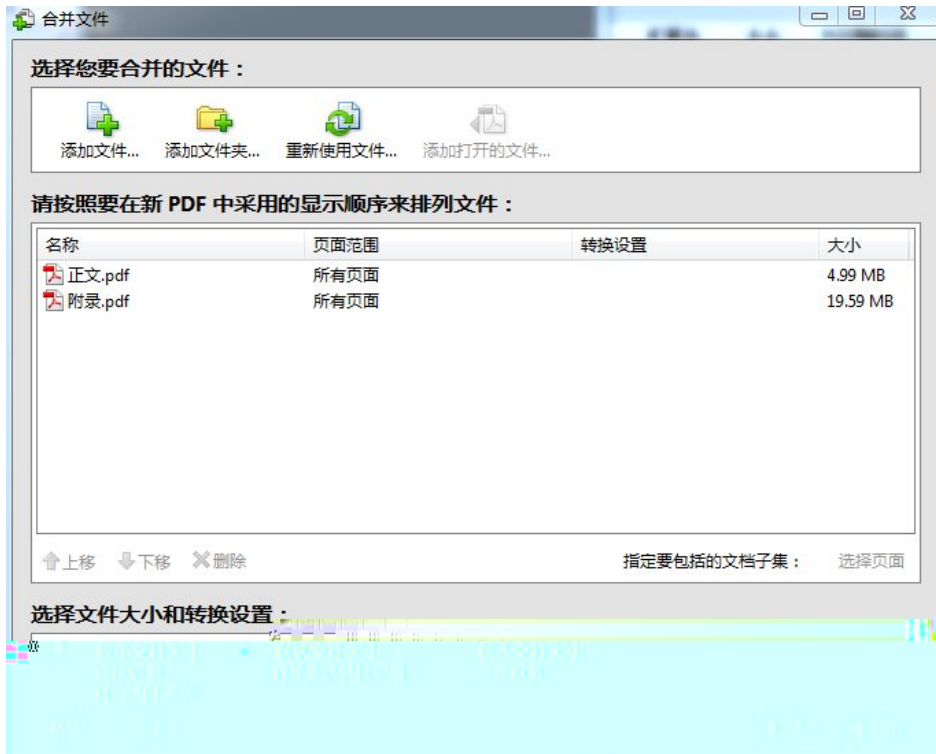 合并文件
选择您要合并的文件：
添加文件... 添加文件夹... 重新使用文件... 添加打开的文件...
请按照要在新 PDF 中采用的显示顺序来排列文件：
名称 页面范围 转换设置 大小
正文.pdf 所有页面 4.99 MB
附录.pdf 所有页面 19.59 MB
上移 下移 删除 指定要包括的文档子集： 选择页面
选择文件大小和转换设置：